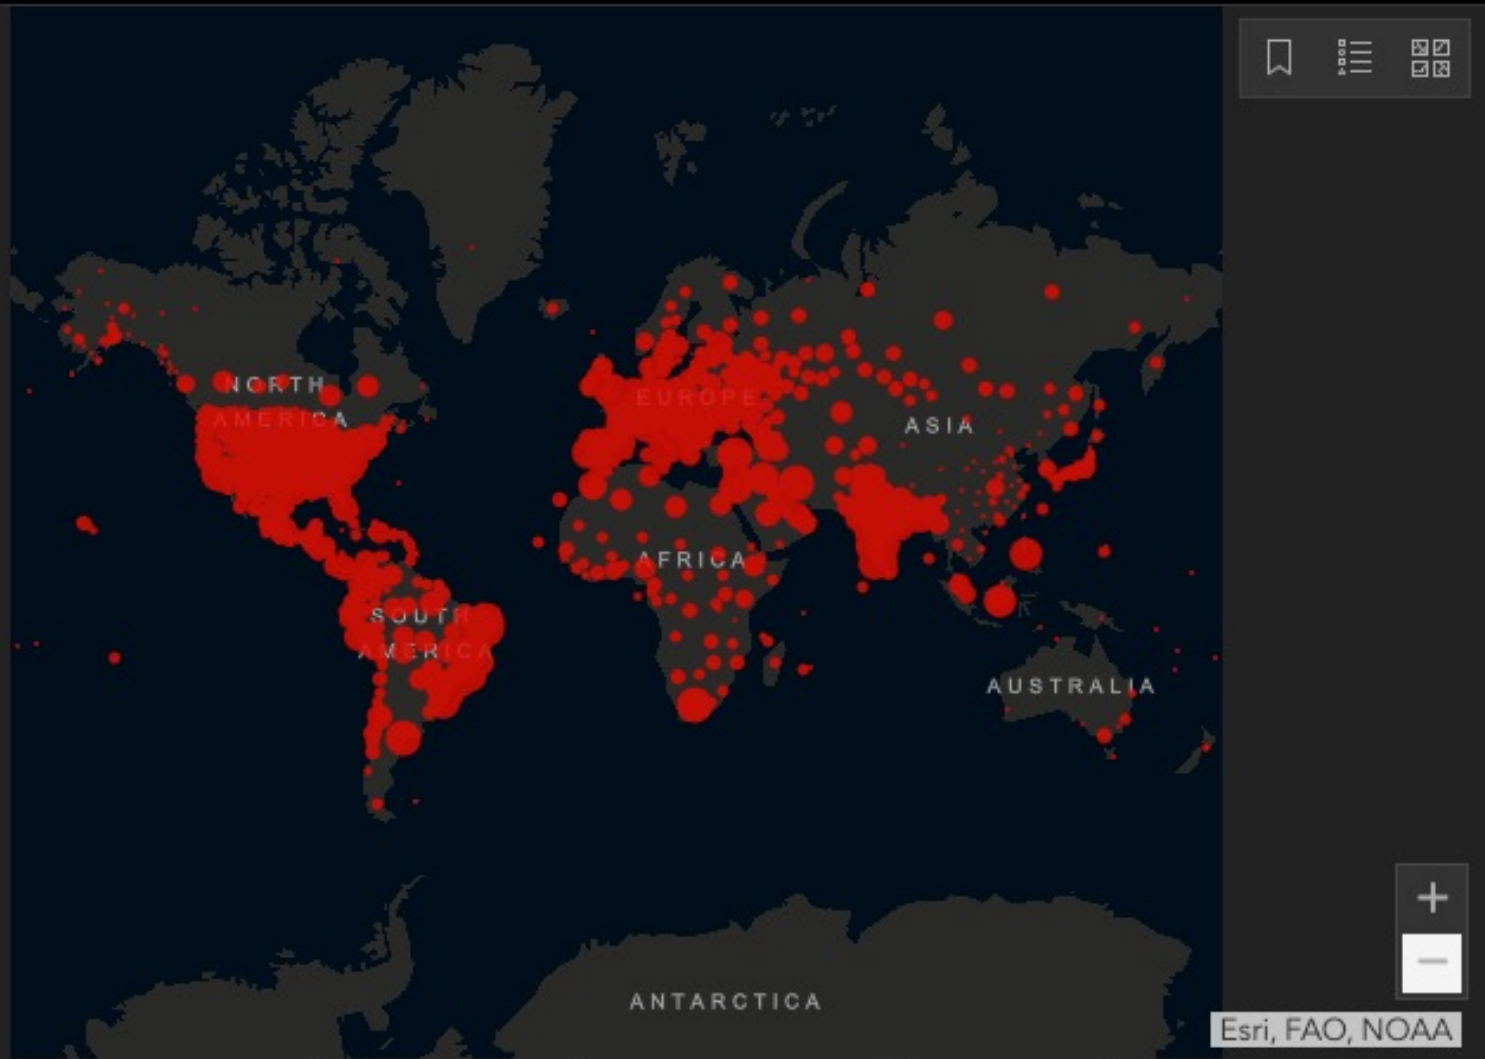 NORTH
AMERICA
EUROPE
ASIA
AFRICA
SOUTH
AMERICA
AUSTRALIA
ANTARCTICA
Esri, FAO, NOAA